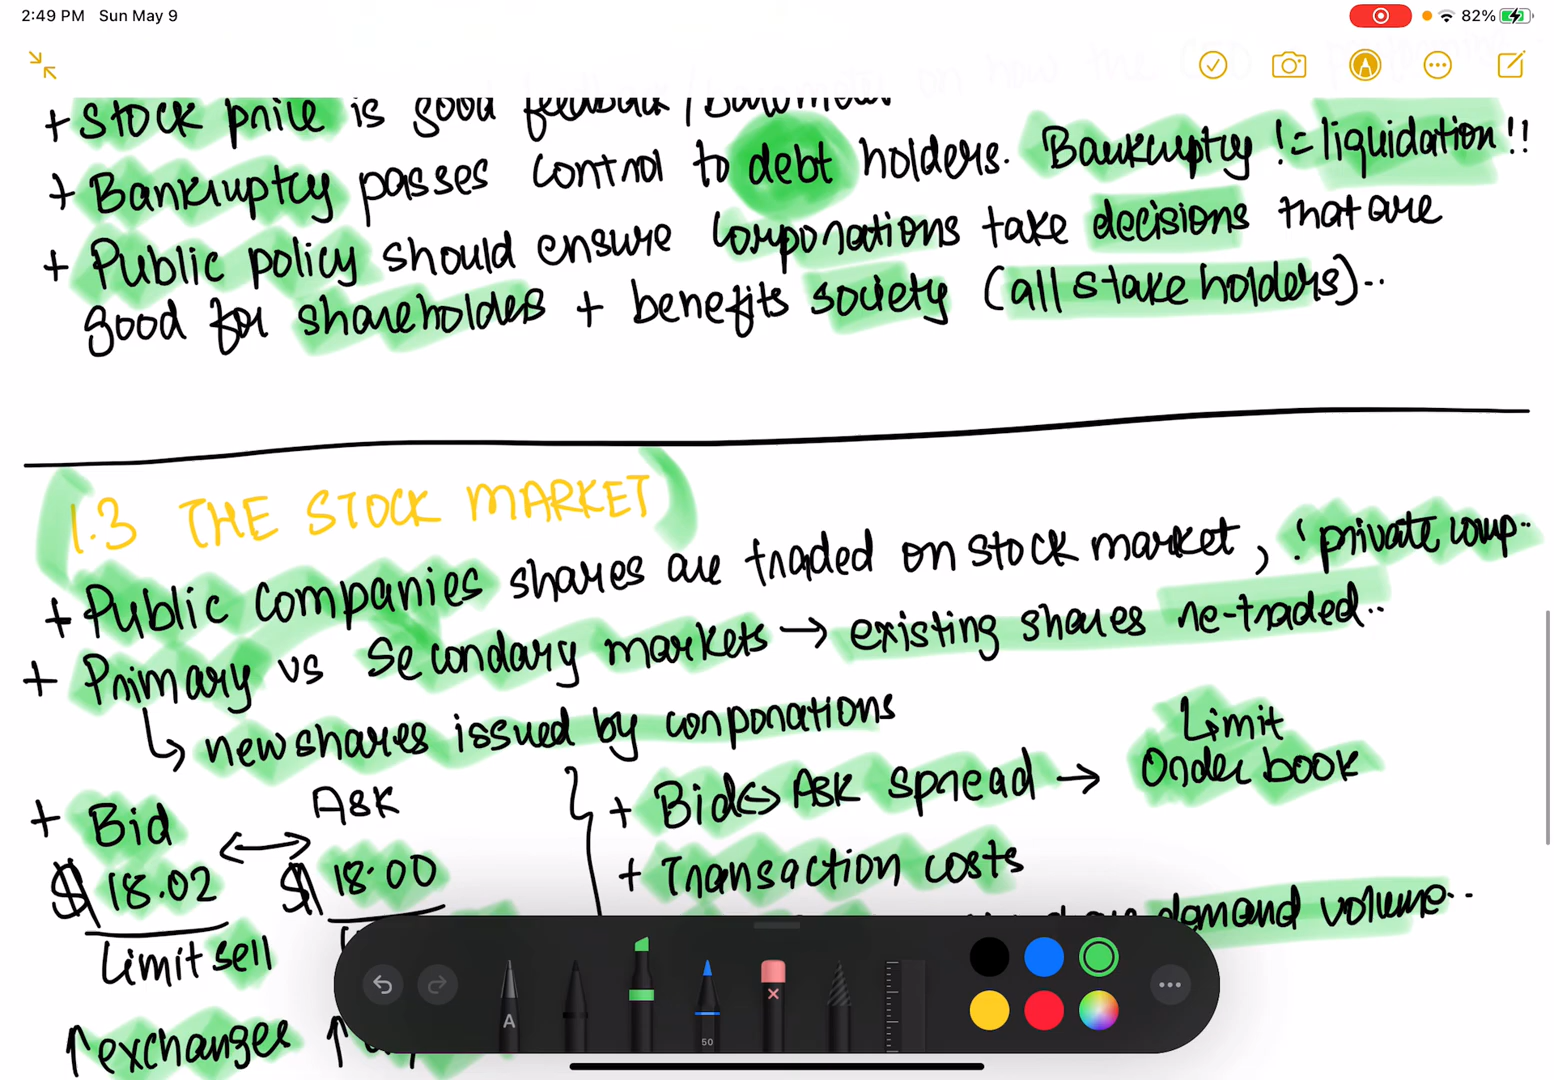 2:49 PM Sun May 9
82%
+ Stock price is good feedback /
+ Bankruptcy passes control to debt holders. Bankruptcy != liquidation!!
+ Public policy should ensure corporations take decisions that are
good for shareholders + benefits society (all stakeholders)..
1.3 THE STOCK MARKET
+ Public companies shares are traded on stock market, ! private comp..
+ Primary vs Secondary markets → existing shares re-traded..
↳ new shares issued by corporations
+ Bid ↔ Ask
$18.02 $18.00
Limit sell
↑ exchanges ↑
+ Bid ↔ Ask spread → Limit Order book
+ Transaction costs
demand volume..
A
50